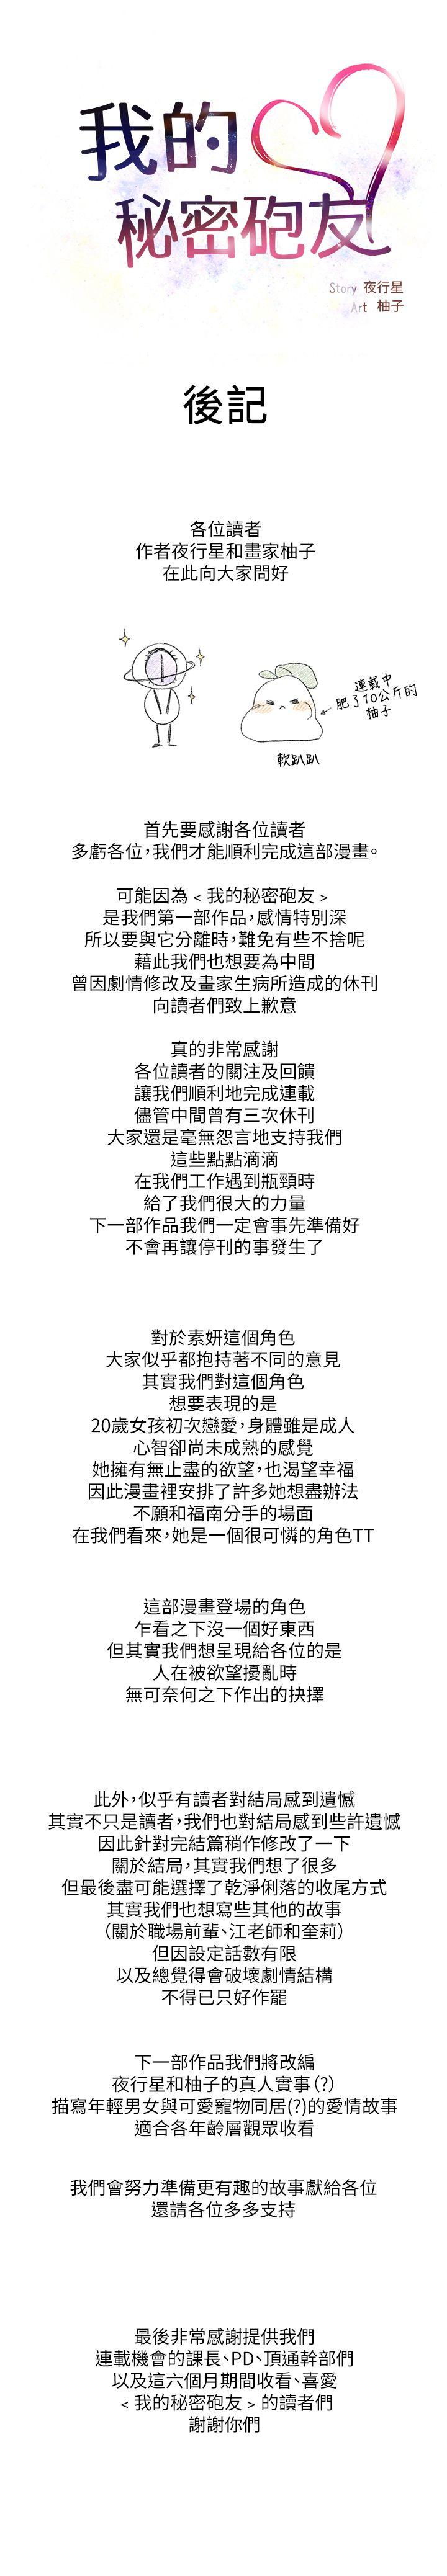 我的
秘密砲友
Story 夜行星
Art 柚子
後記
各位讀者
作者夜行星和畫家柚子
在此向大家問好
連載中
肥了10公斤的
柚子
軟趴趴
首先要感謝各位讀者
多虧各位，我們才能順利完成這部漫畫。
可能因為﹤我的秘密砲友﹥
是我們第一部作品，感情特別深
所以要與它分離時，難免有些不捨呢
藉此我們也想要為中間
曾因劇情修改及畫家生病所造成的休刊
向讀者們致上歉意
真的非常感謝
各位讀者的關注及回饋
讓我們順利地完成連載
儘管中間曾有三次休刊
大家還是毫無怨言地支持我們
這些點點滴滴
在我們工作遇到瓶頸時
給了我們很大的力量
下一部作品我們一定會事先準備好
不會再讓停刊的事發生了
對於素妍這個角色
大家似乎都抱持著不同的意見
其實我們對這個角色
想要表現的是
20歲女孩初次戀愛，身體雖是成人
心智卻尚未成熟的感覺
她擁有無止盡的欲望，也渴望幸福
因此漫畫裡安排了許多她想盡辦法
不願和福南分手的場面
在我們看來，她是一個很可憐的角色TT
這部漫畫登場的角色
乍看之下沒一個好東西
但其實我們想呈現給各位的是
人在被欲望擾亂時
無可奈何之下作出的抉擇
此外，似乎有讀者對結局感到遺憾
其實不只是讀者，我們也對結局感到些許遺憾
因此針對完結篇稍作修改了一下
關於結局，其實我們想了很多
但最後盡可能選擇了乾淨俐落的收尾方式
其實我們也想寫些其他的故事
（關於職場前輩、江老師和奎莉）
但因設定話數有限
以及總覺得會破壞劇情結構
不得已只好作罷
下一部作品我們將改編
夜行星和柚子的真人實事（?）
描寫年輕男女與可愛寵物同居(?)的愛情故事
適合各年齡層觀眾收看
我們會努力準備更有趣的故事獻給各位
還請各位多多支持
最後非常感謝提供我們
連載機會的課長、PD、頂通幹部們
以及這六個月期間收看、喜愛
﹤我的秘密砲友﹥的讀者們
謝謝你們